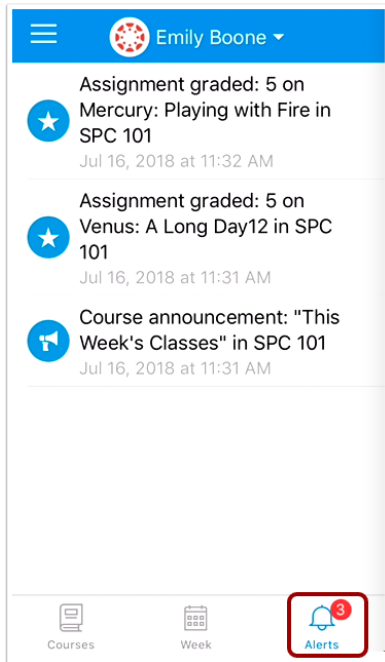 Emily Boone
Assignment graded: 5 on
Mercury: Playing with Fire in
SPC 101
Jul 16, 2018 at 11:32 AM
Assignment graded: 5 on
Venus: A Long Day12 in SPC
101
Jul 16, 2018 at 11:31 AM
Course announcement: "This
Week's Classes" in SPC 101
Jul 16, 2018 at 11:31 AM
3
Courses
Week
Alerts